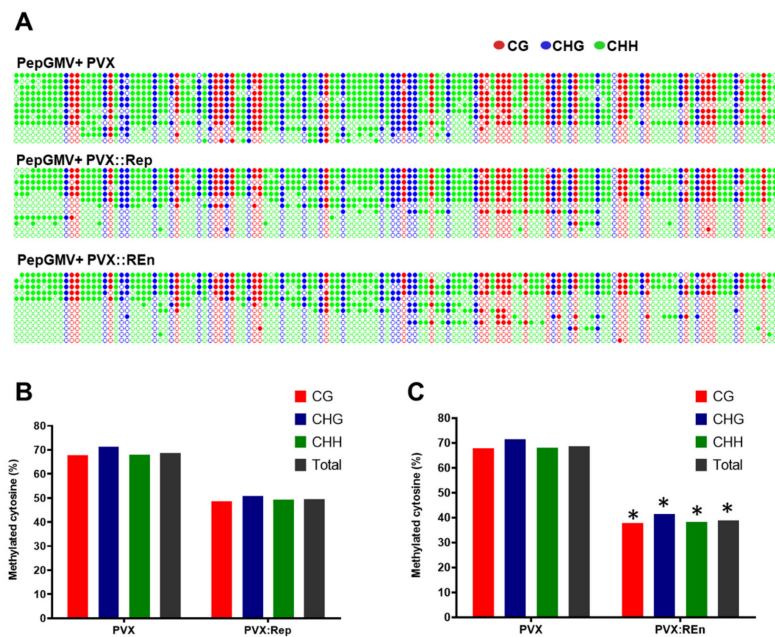 A
CG CHG CHH
PepGMV+ PVX
PepGMV+ PVX::Rep
PepGMV+ PVX::REn
B
CG
CHG
CHH
Total
Methylated cytosine (%)
80
70
60
50
40
30
20
10
0
PVX PVX:Rep
C
CG
CHG
CHH
Total
Methylated cytosine (%)
80
70
60
50
40
30
20
10
0
* * * *
PVX PVX:REn